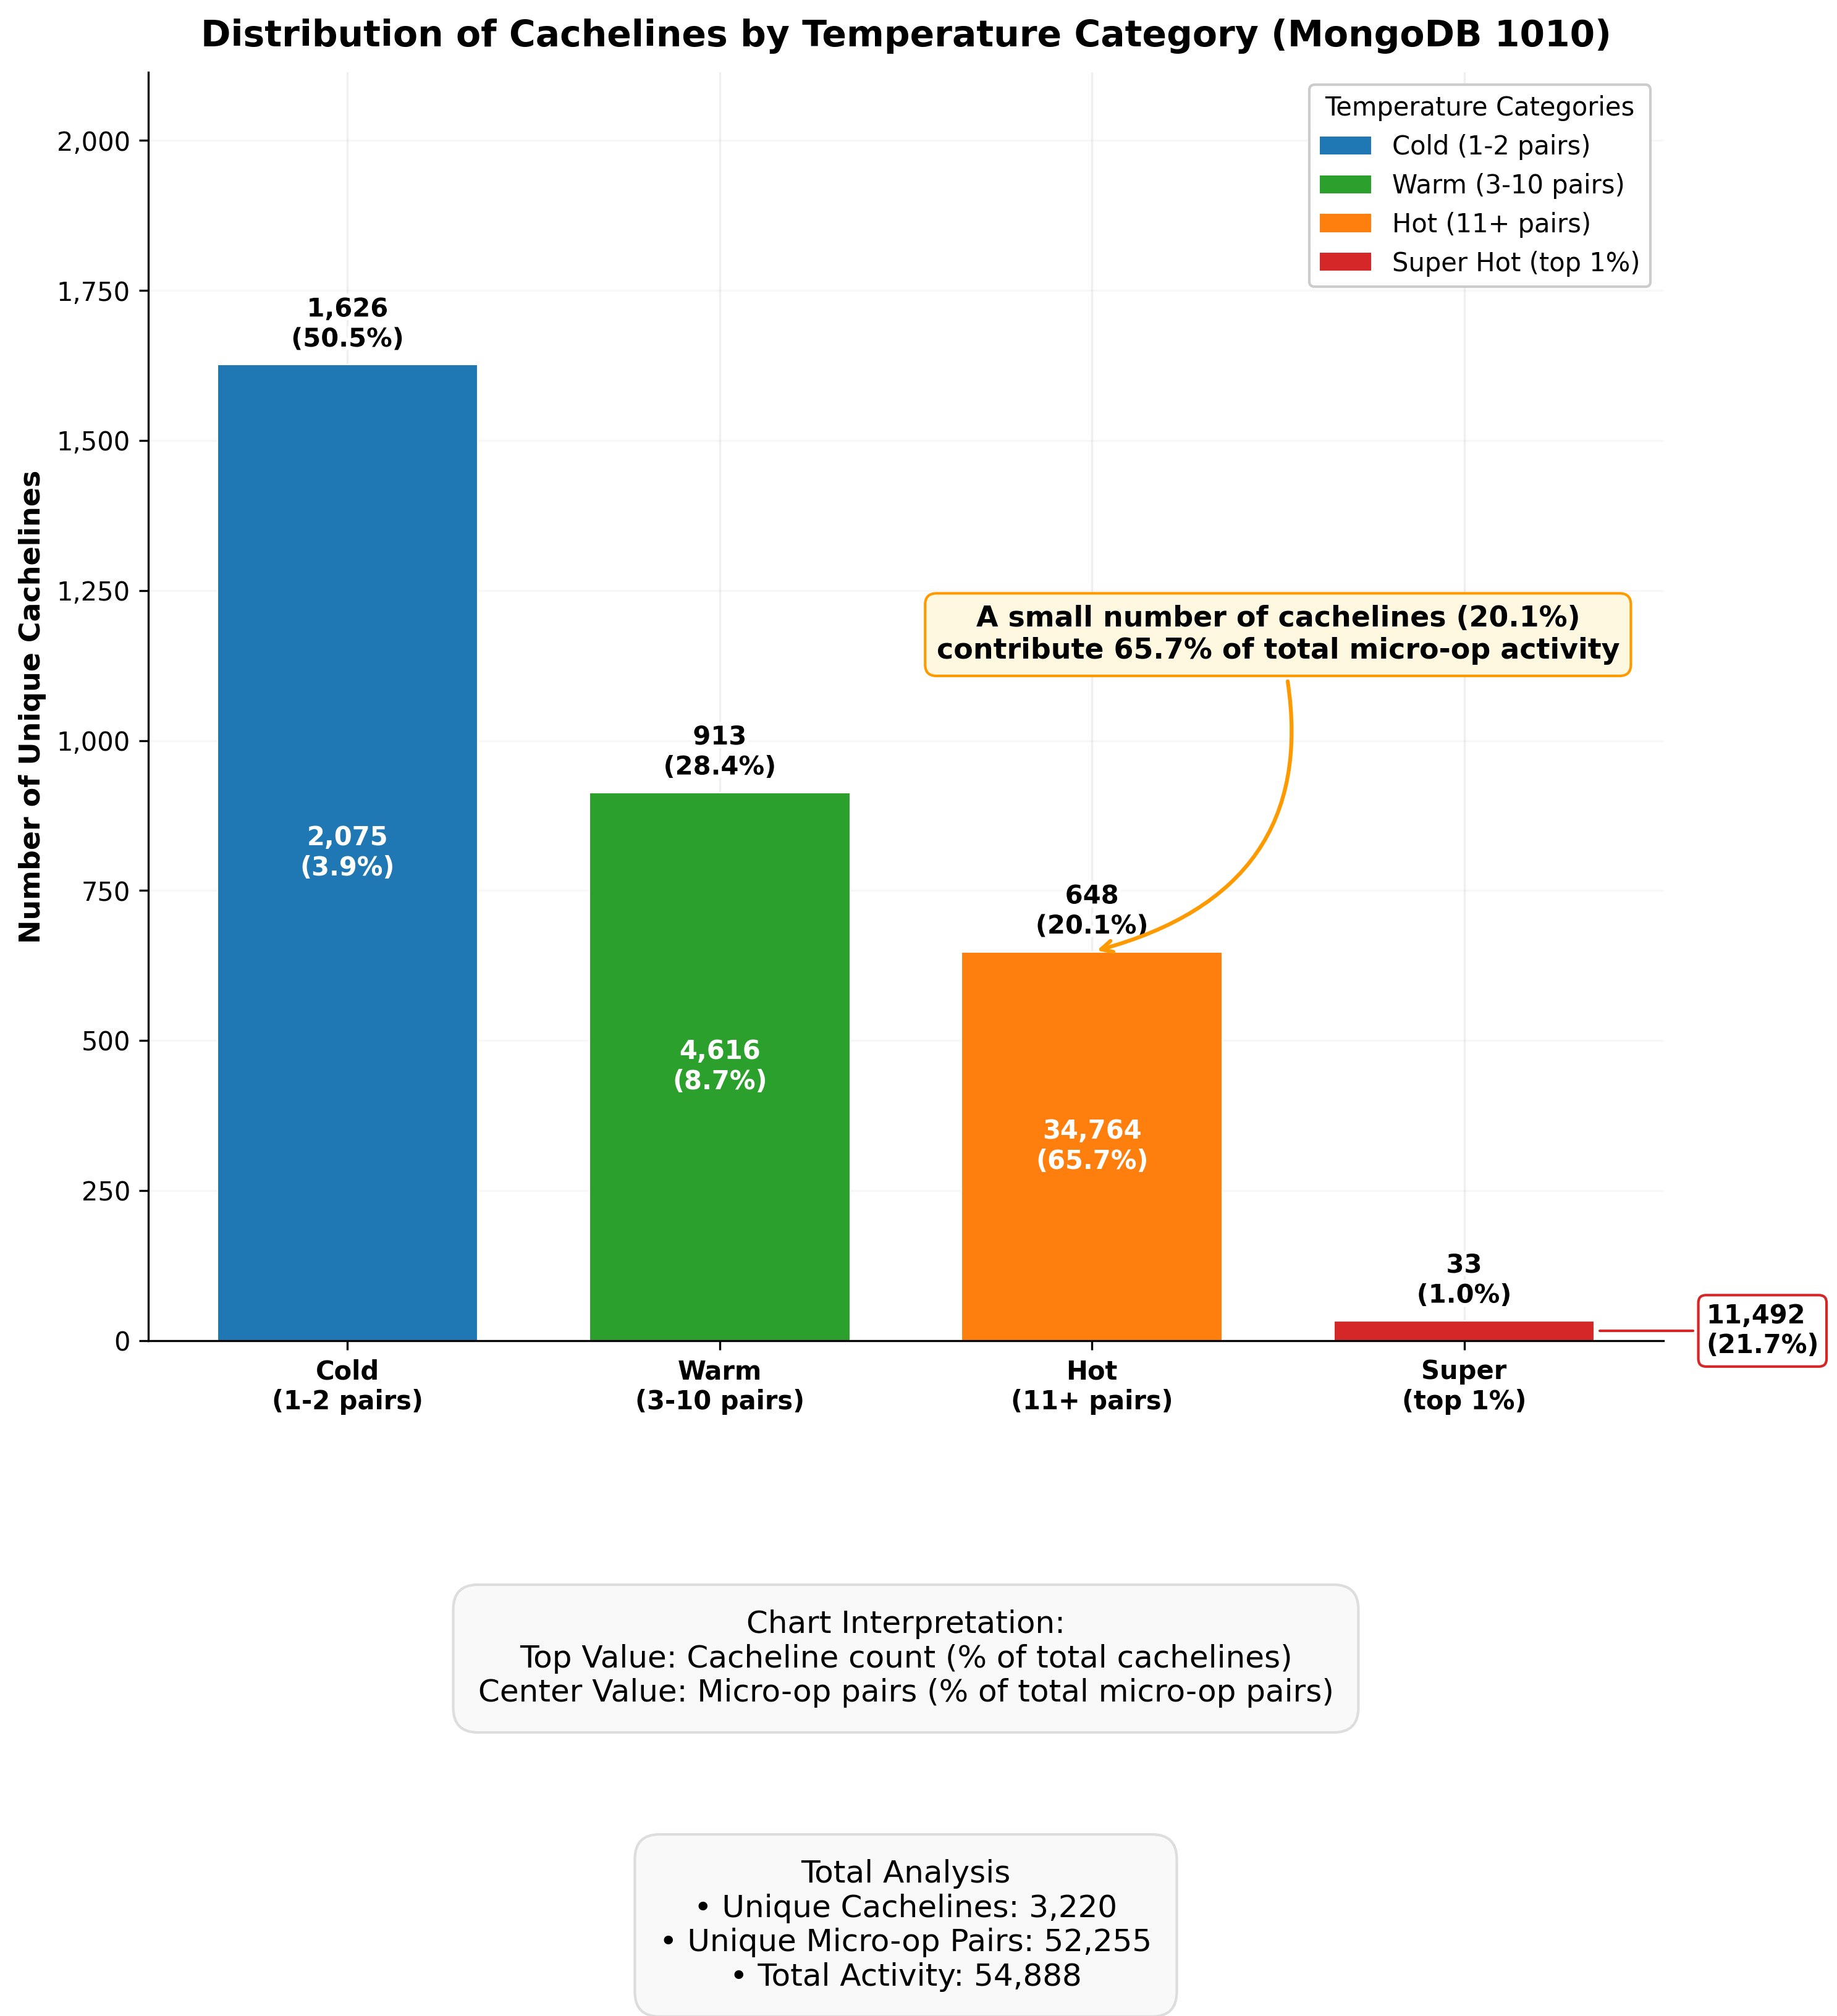 Distribution of Cachelines by Temperature Category (MongoDB 1010)
Number of Unique Cachelines
2,000
1,750
1,500
1,250
1,000
750
500
250
0
Temperature Categories
Cold (1-2 pairs)
Warm (3-10 pairs)
Hot (11+ pairs)
Super Hot (top 1%)
1,626
(50.5%)
2,075
(3.9%)
913
(28.4%)
4,616
(8.7%)
A small number of cachelines (20.1%)
contribute 65.7% of total micro-op activity
648
(20.1%)
34,764
(65.7%)
33
(1.0%)
11,492
(21.7%)
Cold
(1-2 pairs)
Warm
(3-10 pairs)
Hot
(11+ pairs)
Super
(top 1%)
Chart Interpretation:
Top Value: Cacheline count (% of total cachelines)
Center Value: Micro-op pairs (% of total micro-op pairs)
Total Analysis
• Unique Cachelines: 3,220
• Unique Micro-op Pairs: 52,255
• Total Activity: 54,888